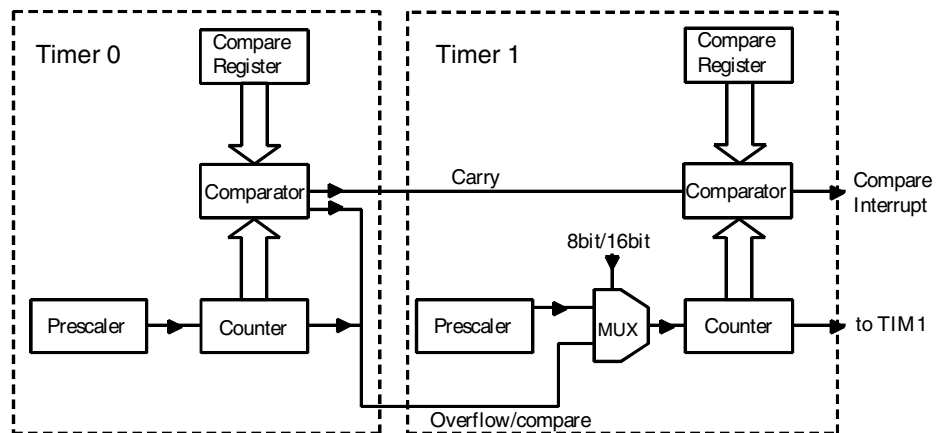 Timer 0
Compare
Register
Comparator
Prescaler
Counter
Timer 1
Compare
Register
Carry
Comparator
Compare
Interrupt
8bit/16bit
Prescaler
MUX
Counter
to TIM1
Overflow/compare